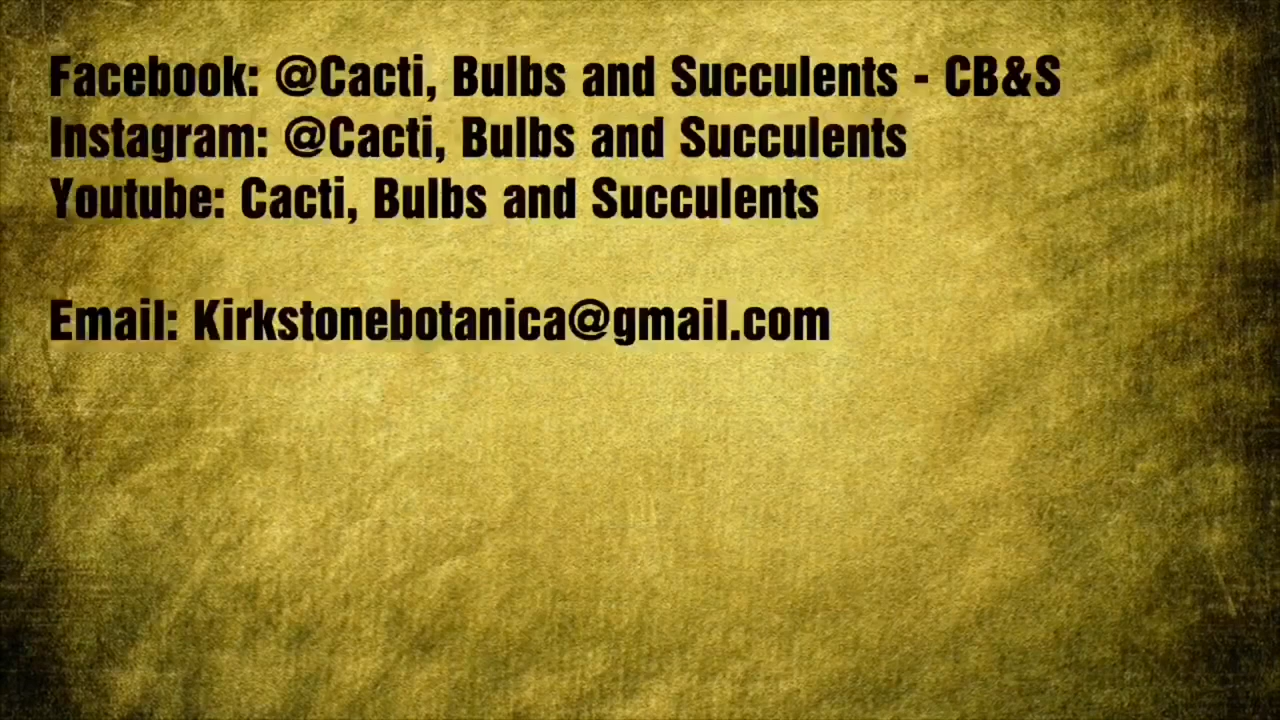 Facebook: @Cacti, Bulbs and Succulents - CB&S
Instagram: @Cacti, Bulbs and Succulents
Youtube: Cacti, Bulbs and Succulents
Email: Kirkstonebotanica@gmail.com